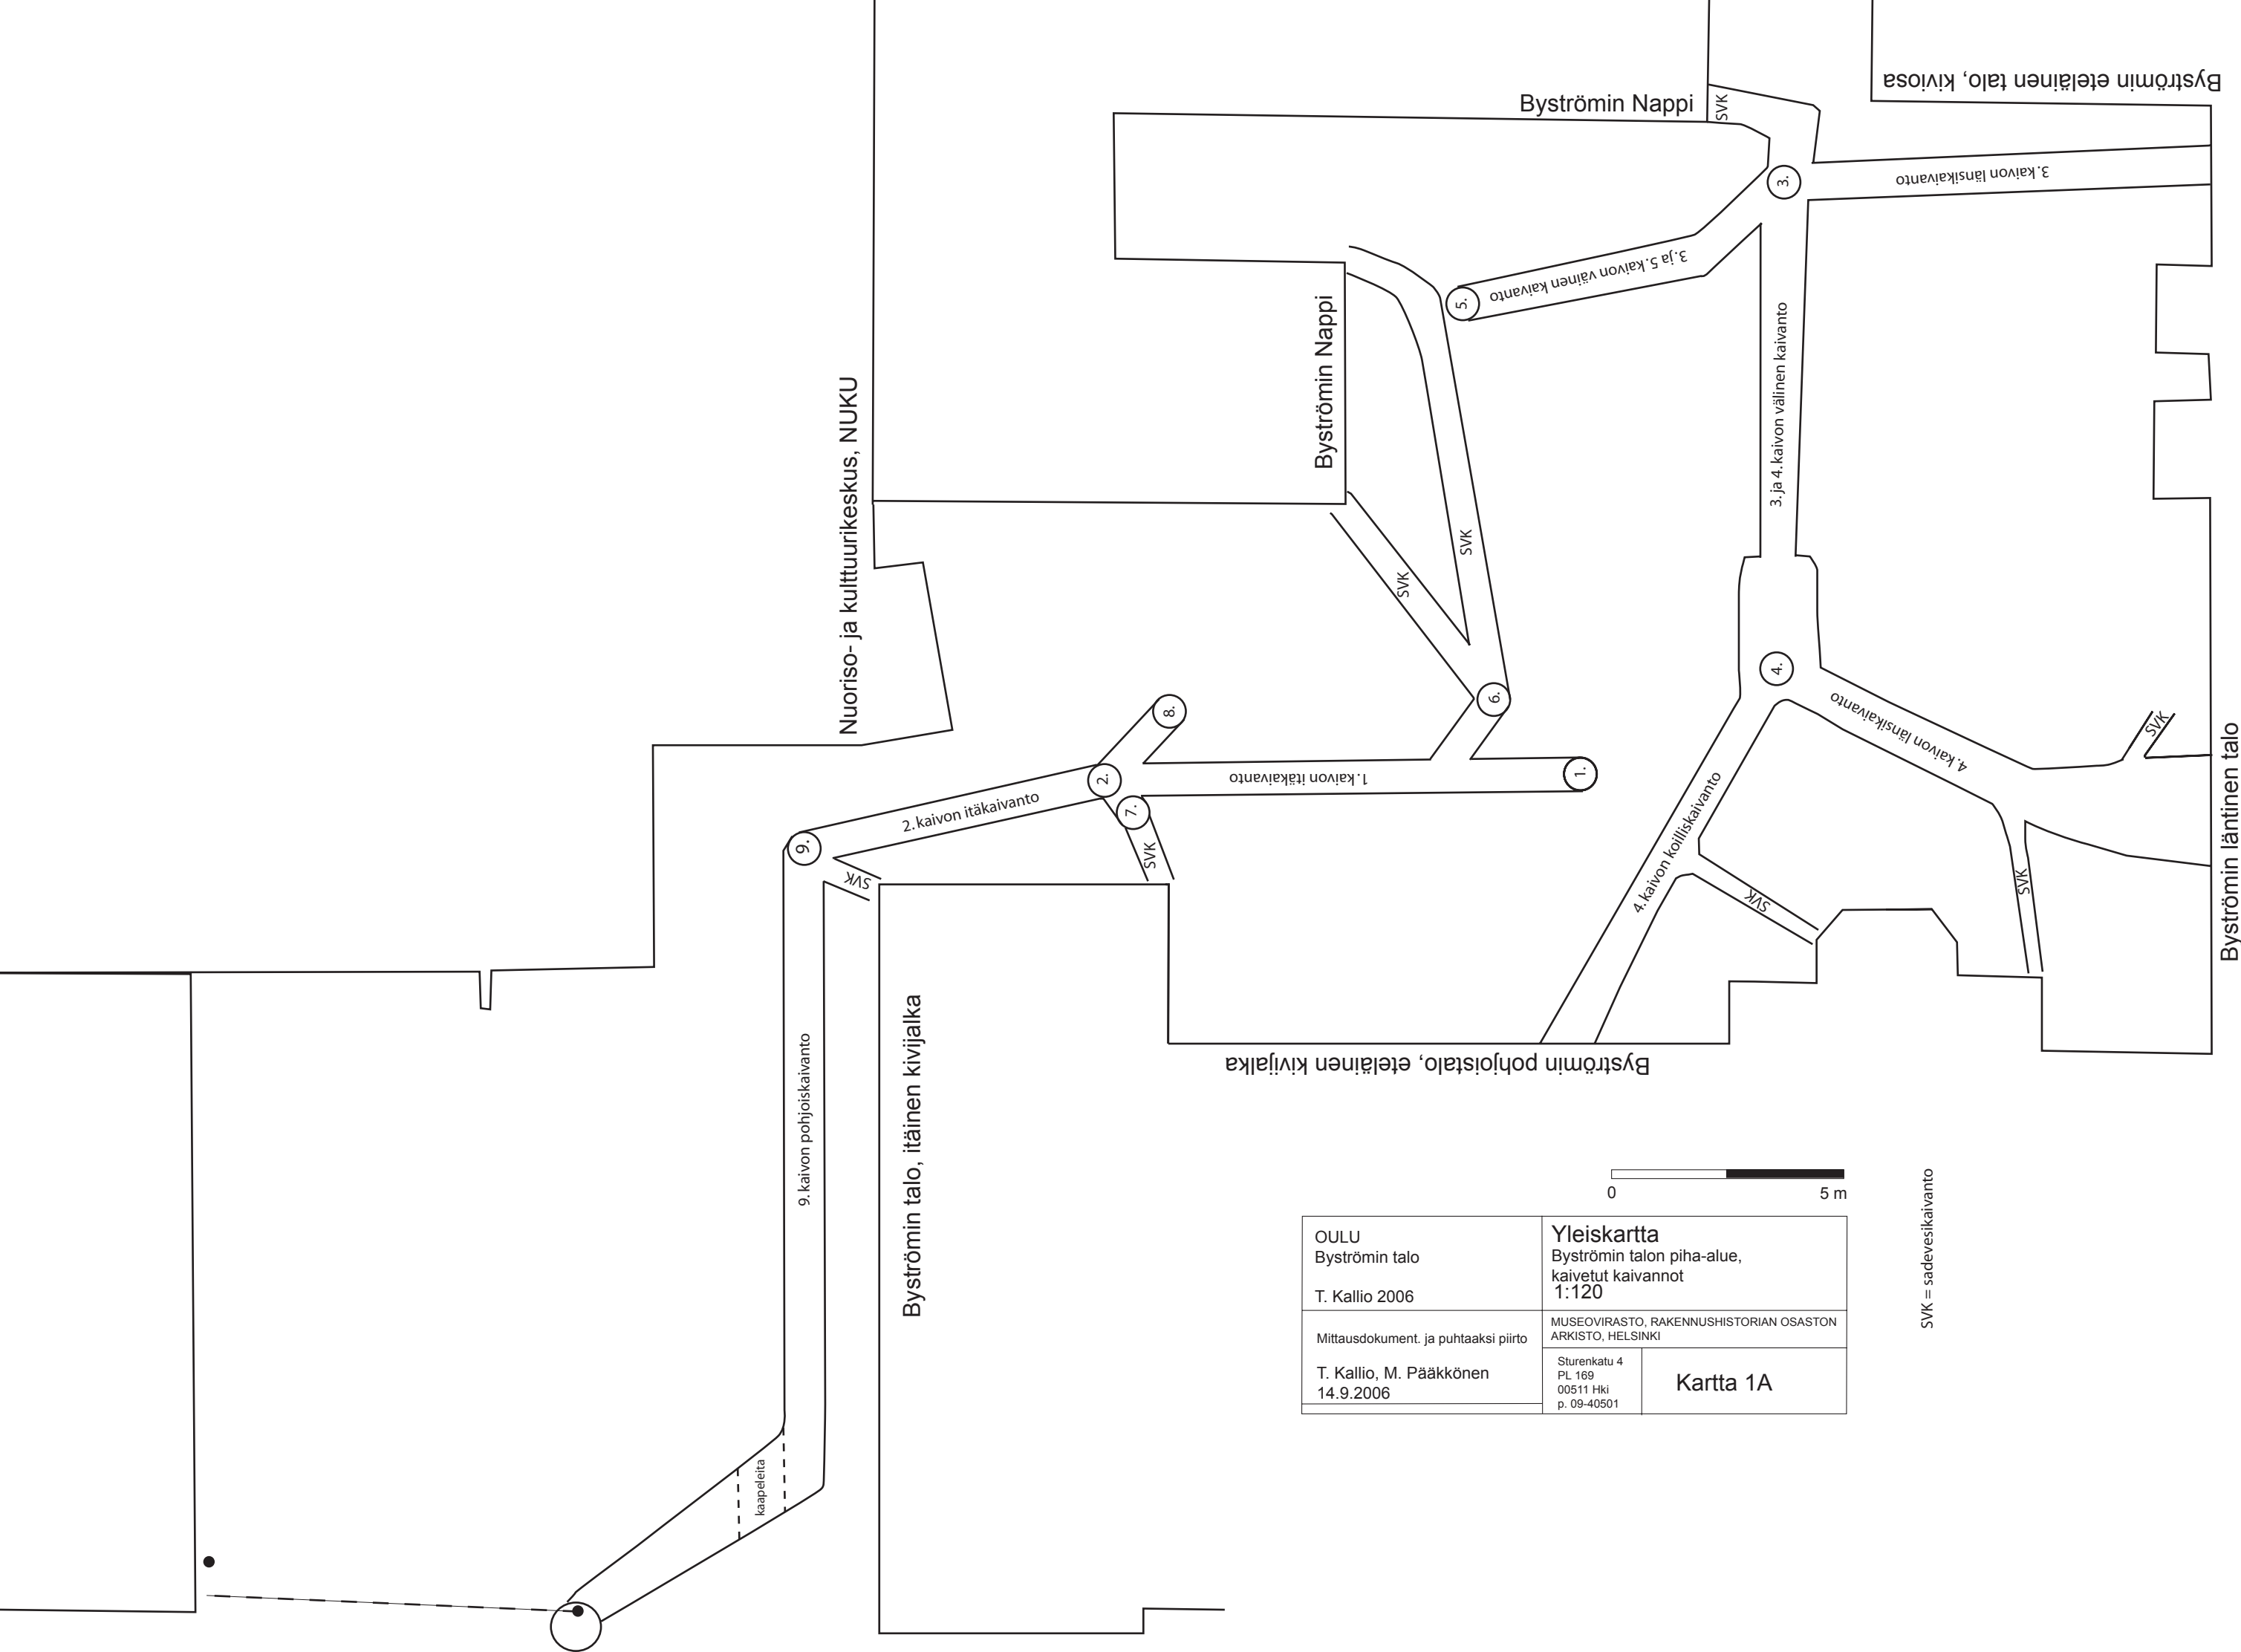 Byströmin eteläinen talo, kiviosa
Byströmin Nappi
SVK
3.
3. kaivon länsikaivanto
3. ja 5. kaivon väinen kaivanto
5.
Byströmin Nappi
3. ja 4. kaivon välinen kaivanto
Nuoriso- ja kulttuurikeskus, NUKU
SVK
SVK
4.
6.
8.
4. kaivon länsikaivanto
SVK
Byströmin läntinen talo
2.
1. kaivon itäkaivanto
1.
7.
2. kaivon itäkaivanto
9.
SVK
SVK
4. kaivon koilliskaivanto
SVK
SVK
Byströmin pohjoistalo, eteläinen kivijalka
9. kaivon pohjoiskaivanto
Byströmin talo, itäinen kivijalka
kaapeleita
0 5 m
SVK = sadevesikaivanto
OULU
Byströmin talo
T. Kallio 2006
Yleiskartta
Byströmin talon piha-alue,
kaivetut kaivannot
1:120
Mittausdokument. ja puhtaaksi piirto
T. Kallio, M. Pääkkönen
14.9.2006
MUSEOVIRASTO, RAKENNUSHISTORIAN OSASTON
ARKISTO, HELSINKI
Sturenkatu 4
PL 169
00511 Hki
p. 09-40501
Kartta 1A